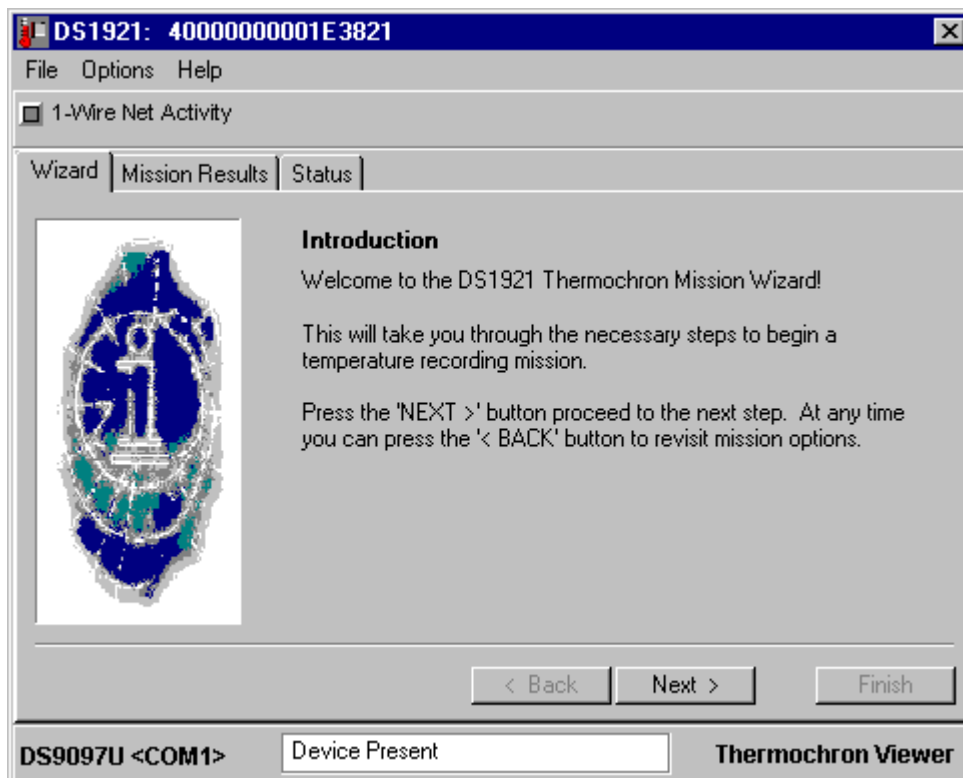 DS1921: 40000000001E3821
File Options Help
1-Wire Net Activity
Wizard Mission Results Status
Introduction
Welcome to the DS1921 Thermochron Mission Wizard!
This will take you through the necessary steps to begin a
temperature recording mission.
Press the 'NEXT >' button proceed to the next step. At any time
you can press the '< BACK' button to revisit mission options.
< Back Next > Finish
DS9097U <COM1> Device Present Thermochron Viewer